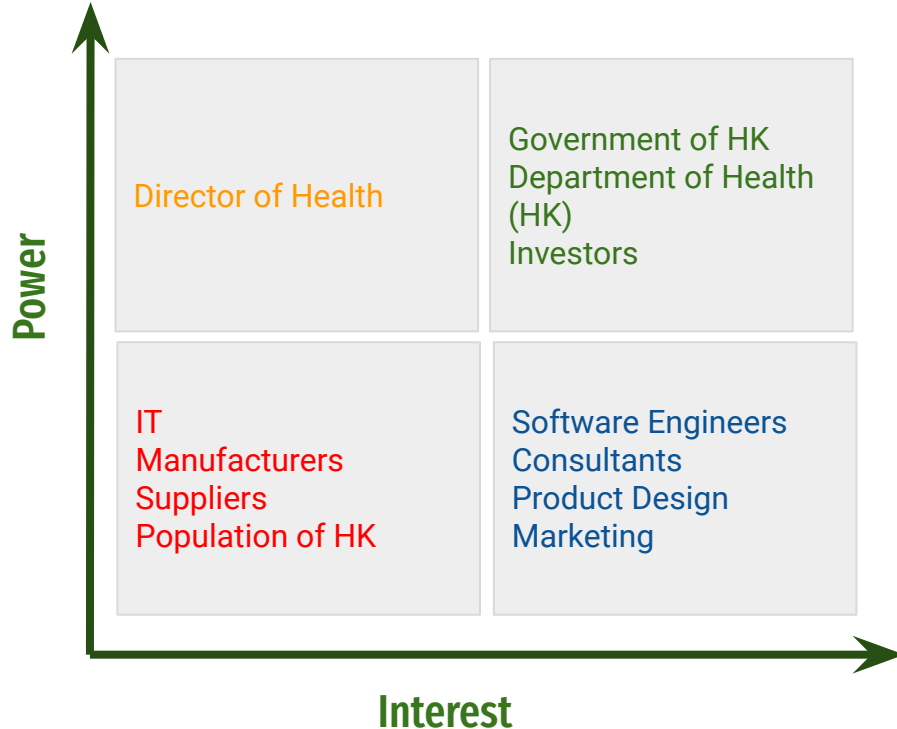 Power
Director of Health
Government of HK
Department of Health
(HK)
Investors
IT
Manufacturers
Suppliers
Population of HK
Software Engineers
Consultants
Product Design
Marketing
Interest